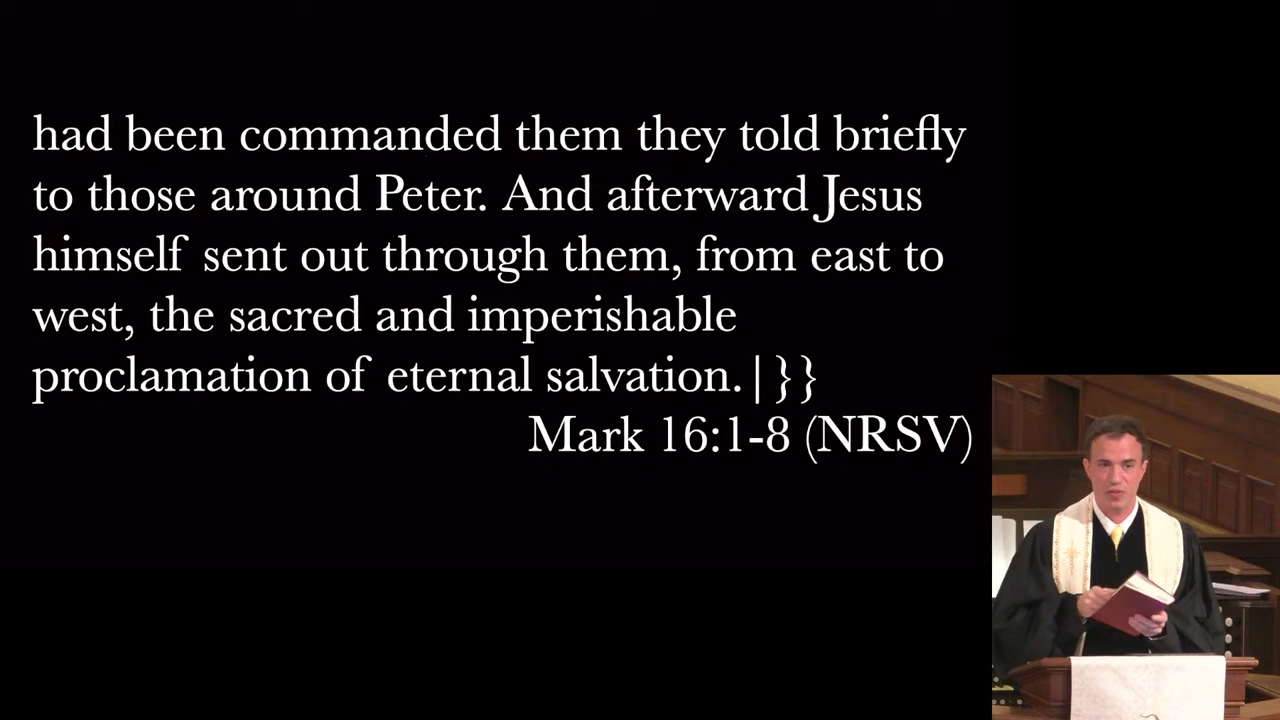 had been commanded them they told briefly
to those around Peter. And afterward Jesus
himself sent out through them, from east to
west, the sacred and imperishable
proclamation of eternal salvation.|}}
Mark 16:1-8 (NRSV)